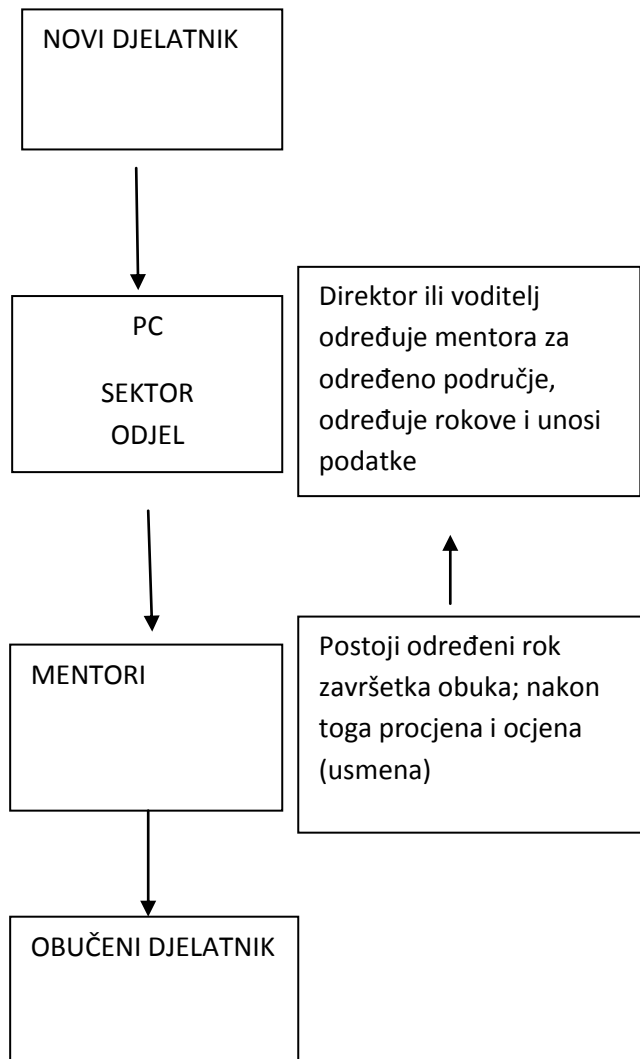 NOVI DJELATNIK
PC
SEKTOR
ODJEL
Direktor ili voditelj
određuje mentora za
određeno područje,
određuje rokove i unosi
podatke
MENTORI
Postoji određeni rok
završetka obuka; nakon
toga procjena i ocjena
(usmena)
OBUČENI DJELATNIK